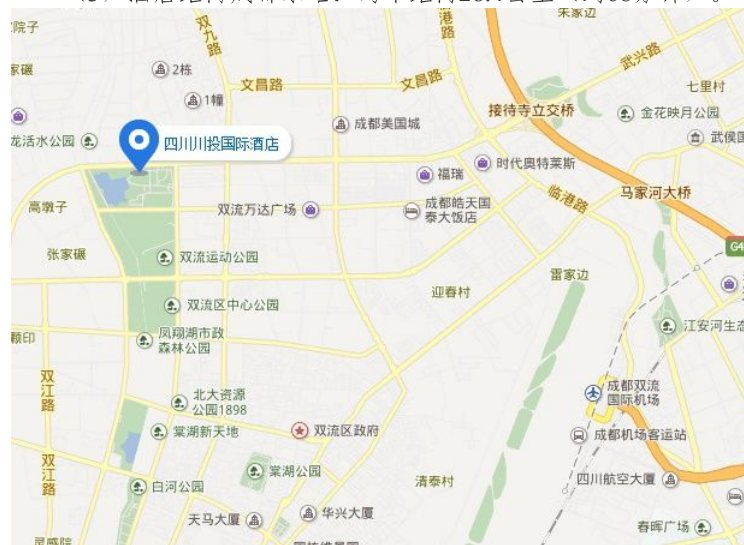 朱家边
院子
双九路
临港路
武兴路
家碾
2栋
文昌路
文昌路
七里村
1幢
接待寺立交桥
金花映月公园
成都美国城
武侯国
龙活水公园
四川川投国际酒店
时代奥特莱斯
福瑞
马家河大桥
临港路
高墩子
双流万达广场
成都皓天国
泰大饭店
张家碾
双流运动公园
G4
雷家边
迎春村
双流区中心公园
凤翔湖市政
森林公园
江安河生态
颗印
双江路
北大资源
公园1898
成都双流
国际机场
棠湖新天地
双流区政府
成都机场客运站
双江路
棠湖公园
白河公园
清泰村
四川航空大厦
天马大厦
华兴大厦
春晖广场
灵感院